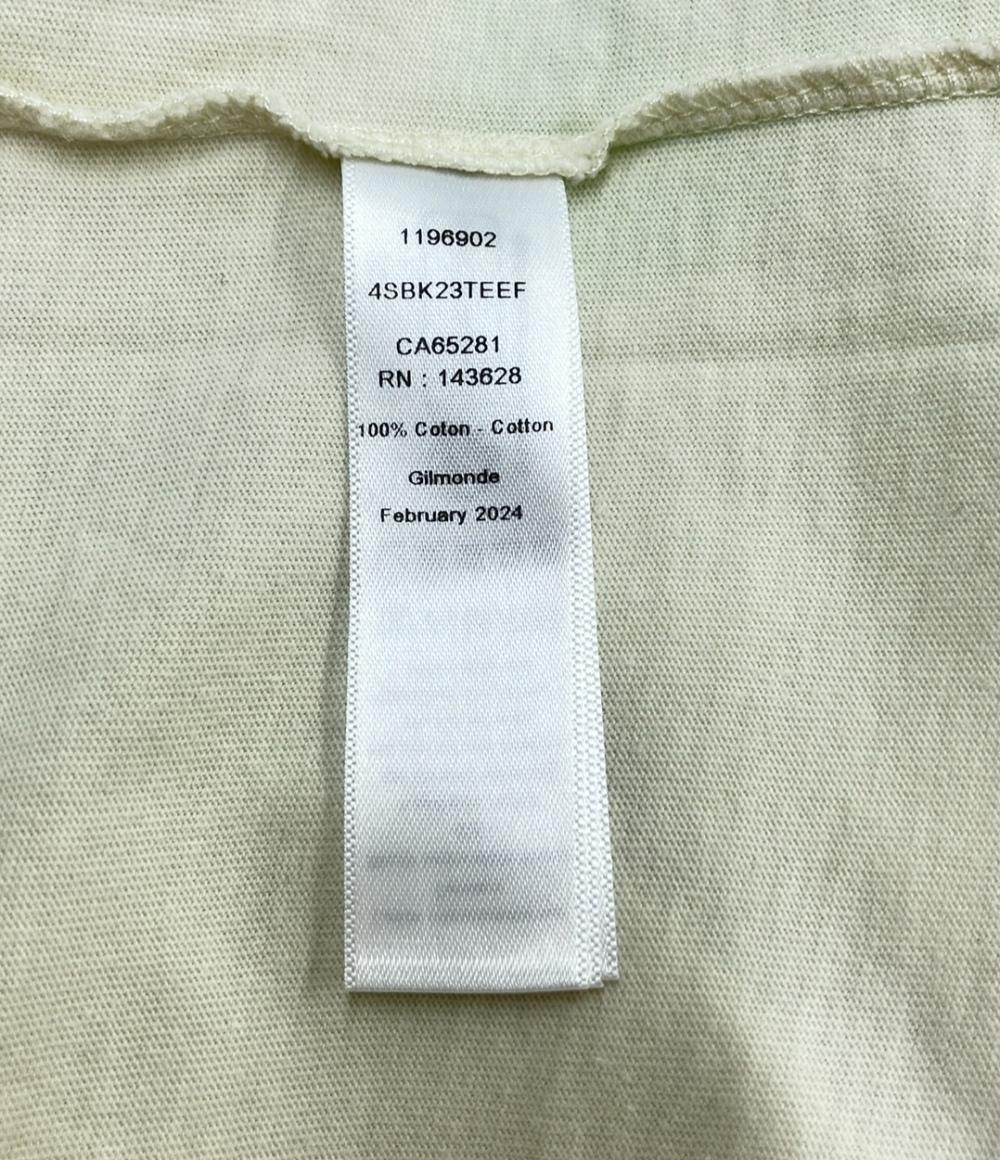 1196902
4SBK23TEEF
CA65281
RN : 143628
100% Coton - Cotton
Gilmonde
February 2024